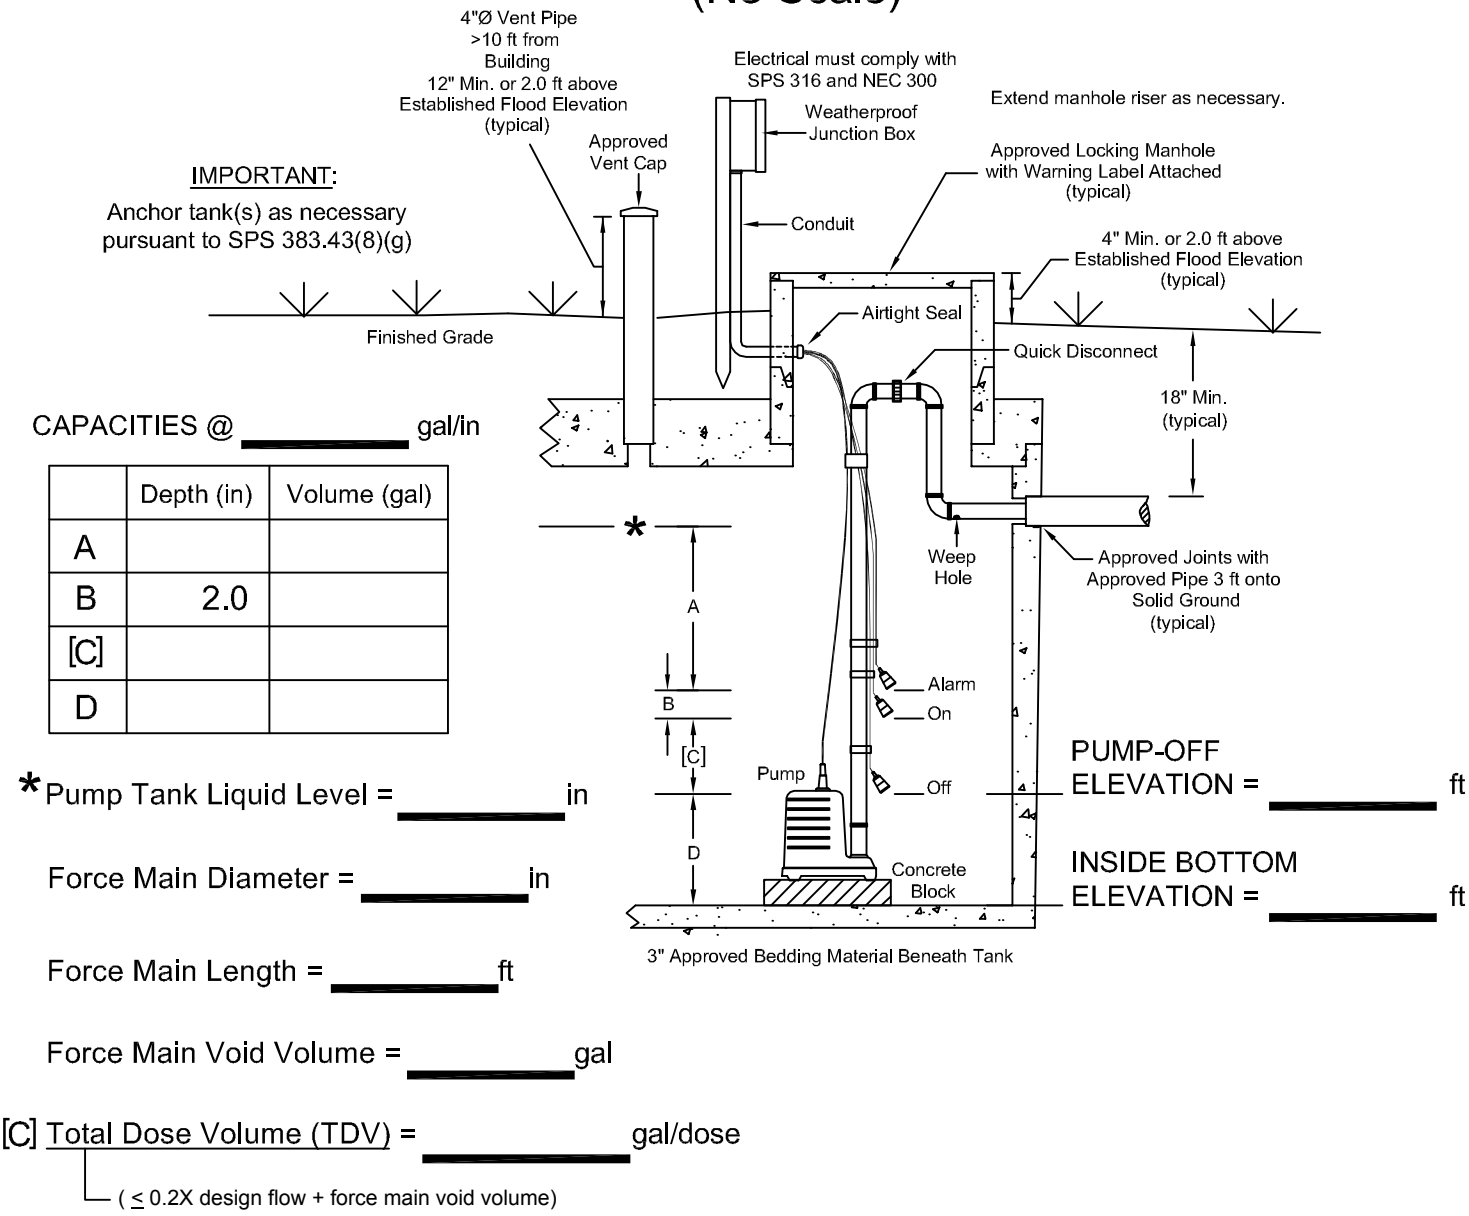 (No Scale)
4"Ø Vent Pipe
>10 ft from
Building
12" Min. or 2.0 ft above
Established Flood Elevation
(typical)
Approved
Vent Cap
Electrical must comply with
SPS 316 and NEC 300
Weatherproof
Junction Box
Extend manhole riser as necessary.
Approved Locking Manhole
with Warning Label Attached
(typical)
IMPORTANT:
Anchor tank(s) as necessary
pursuant to SPS 383.43(8)(g)
Conduit
4" Min. or 2.0 ft above
Established Flood Elevation
(typical)
Finished Grade
Airtight Seal
Quick Disconnect
18" Min.
(typical)
CAPACITIES @ gal/in
Depth (in) Volume (gal)
A
B 2.0
[C]
D
*
A
B
[C]
D
Weep
Hole
Approved Joints with
Approved Pipe 3 ft onto
Solid Ground
(typical)
Alarm
On
Off
Pump
Concrete
Block
PUMP-OFF
ELEVATION = ft
INSIDE BOTTOM
ELEVATION = ft
3" Approved Bedding Material Beneath Tank
*Pump Tank Liquid Level = in
Force Main Diameter = in
Force Main Length = ft
Force Main Void Volume = gal
[C] Total Dose Volume (TDV) = gal/dose
( ≤ 0.2X design flow + force main void volume)